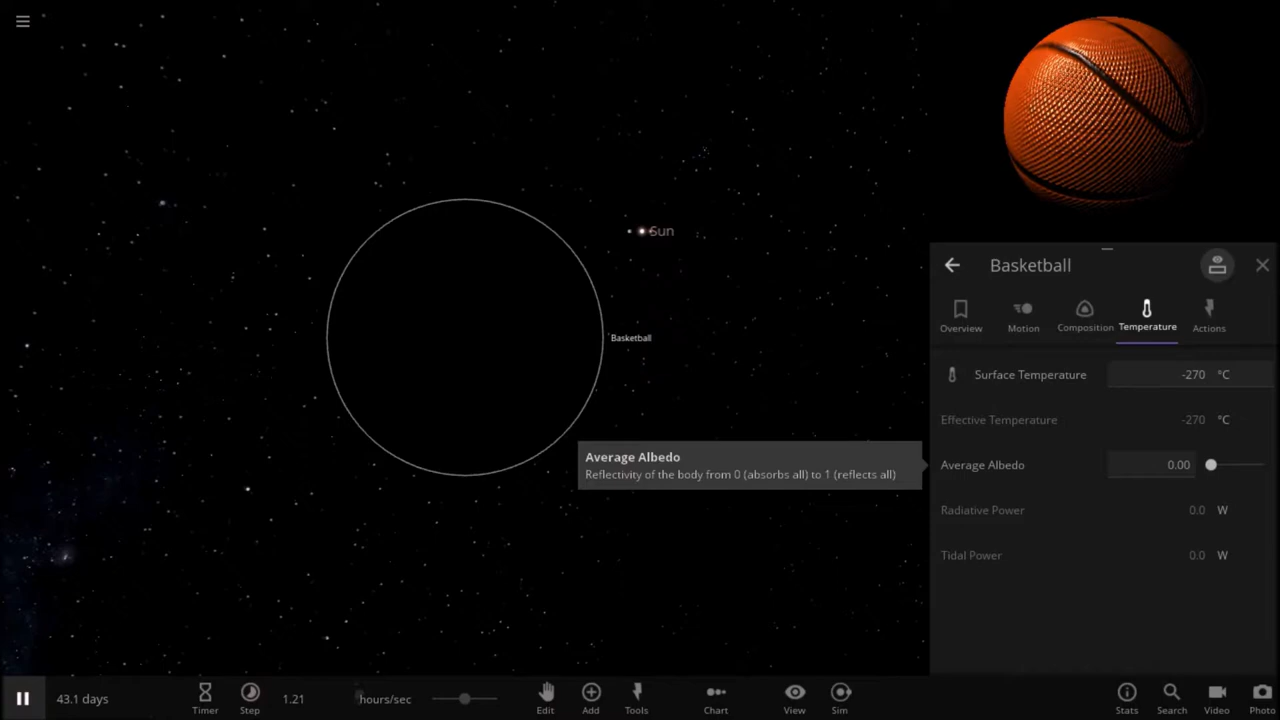 Sun
Basketball
Average Albedo
Reflectivity of the body from 0 (absorbs all) to 1 (reflects all)
Basketball
Overview
Motion
Composition
Temperature
Actions
Surface Temperature -270 °C
Effective Temperature -270 °C
Average Albedo 0.00
Radiative Power 0.0 W
Tidal Power 0.0 W
43.1 days
Timer
Step
1.21 hours/sec
Edit
Add
Tools
Chart
View
Sim
Stats
Search
Video
Photo